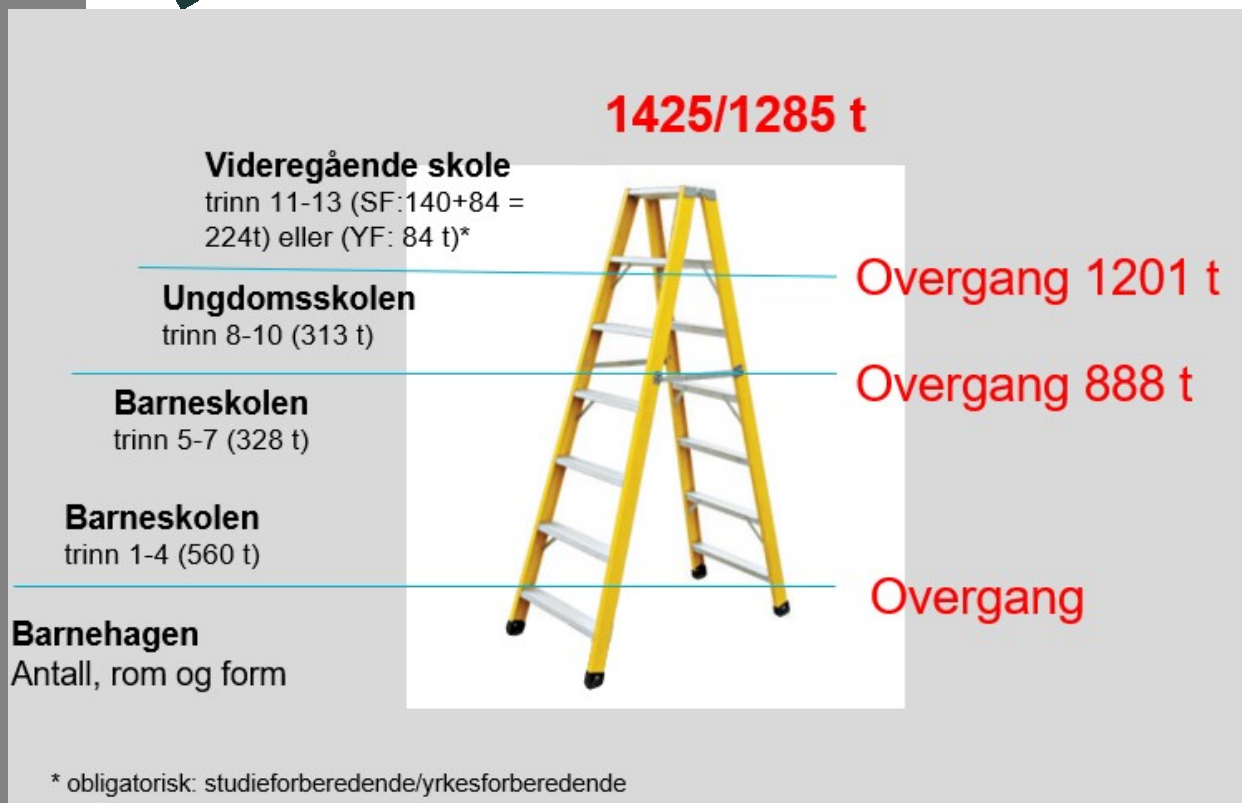 1425/1285 t
Videregående skole
trinn 11-13 (SF:140+84 =
224t) eller (YF: 84 t)*
Overgang 1201 t
Ungdomsskolen
trinn 8-10 (313 t)
Overgang 888 t
Barneskolen
trinn 5-7 (328 t)
Barneskolen
trinn 1-4 (560 t)
Overgang
Barnehagen
Antall, rom og form
* obligatorisk: studieforberedende/yrkesforberedende